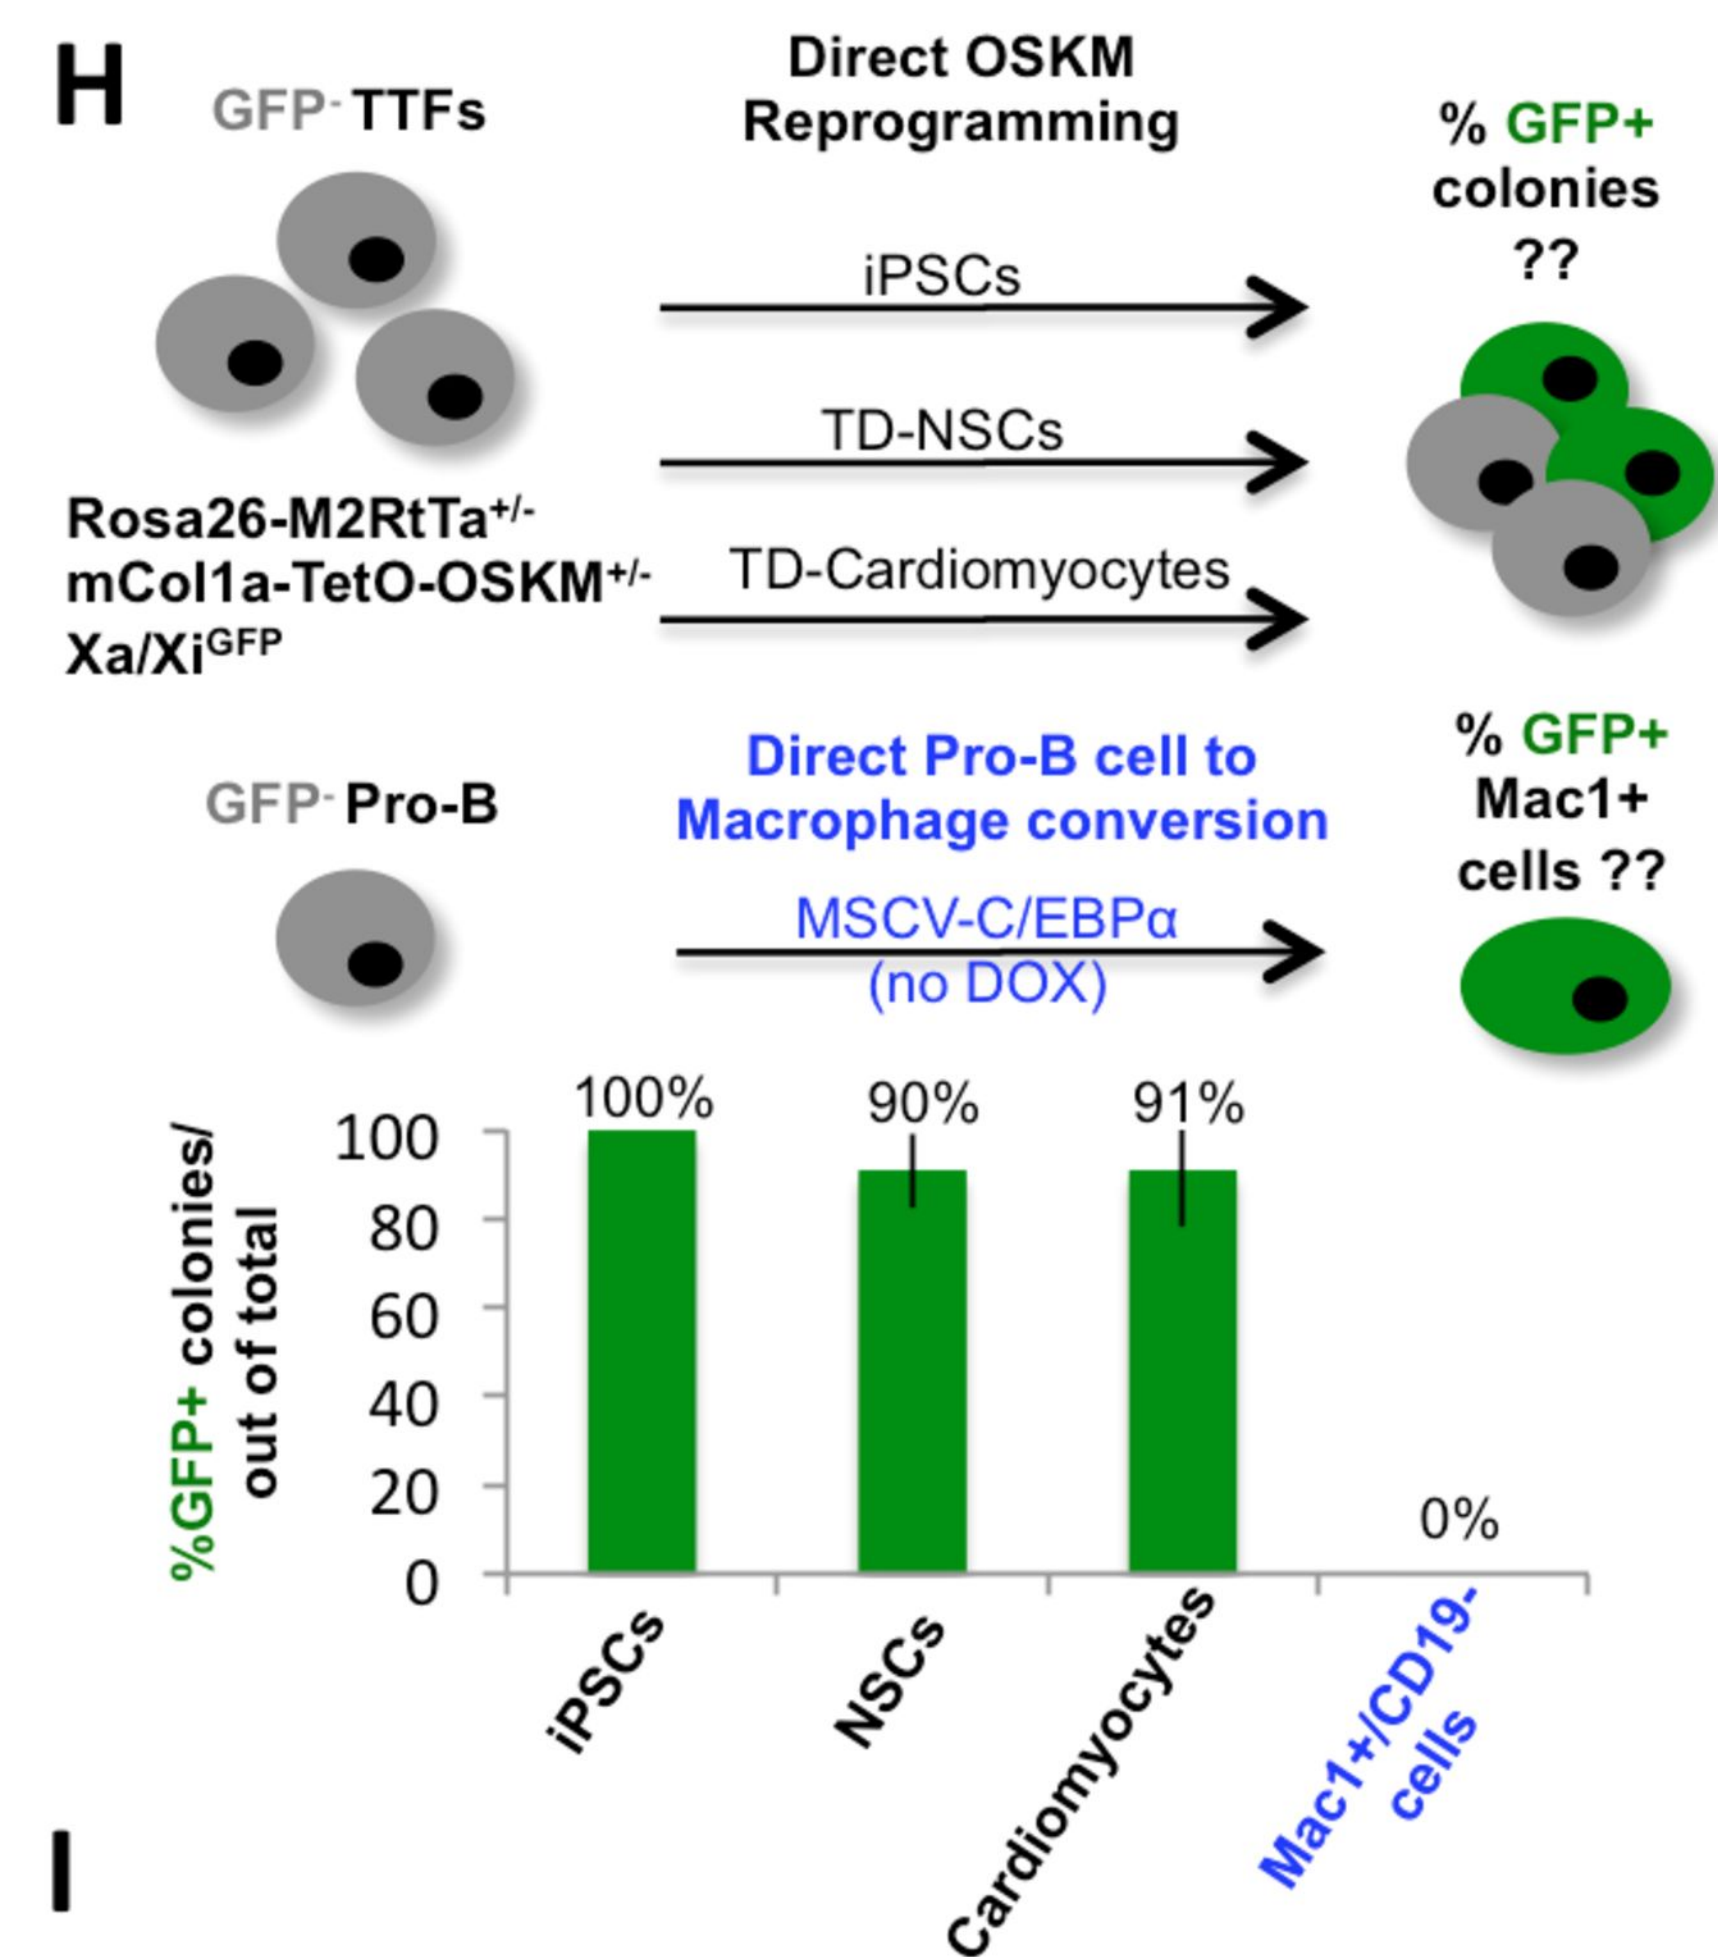 H
GFP- TTFs
Direct OSKM
Reprogramming
% GFP+
colonies
??
iPSCs
TD-NSCs
TD-Cardiomyocytes
Rosa26-M2RtTa+/-
mCol1a-TetO-OSKM+/-
Xa/XiGFP
GFP- Pro-B
Direct Pro-B cell to
Macrophage conversion
MSCV-C/EBPα
(no DOX)
% GFP+
Mac1+
cells ??
%GFP+ colonies/
out of total
100
80
60
40
20
0
100%
90%
91%
0%
iPSCs
NSCs
Cardiomyocytes
Mac1+/CD19-
cells
I